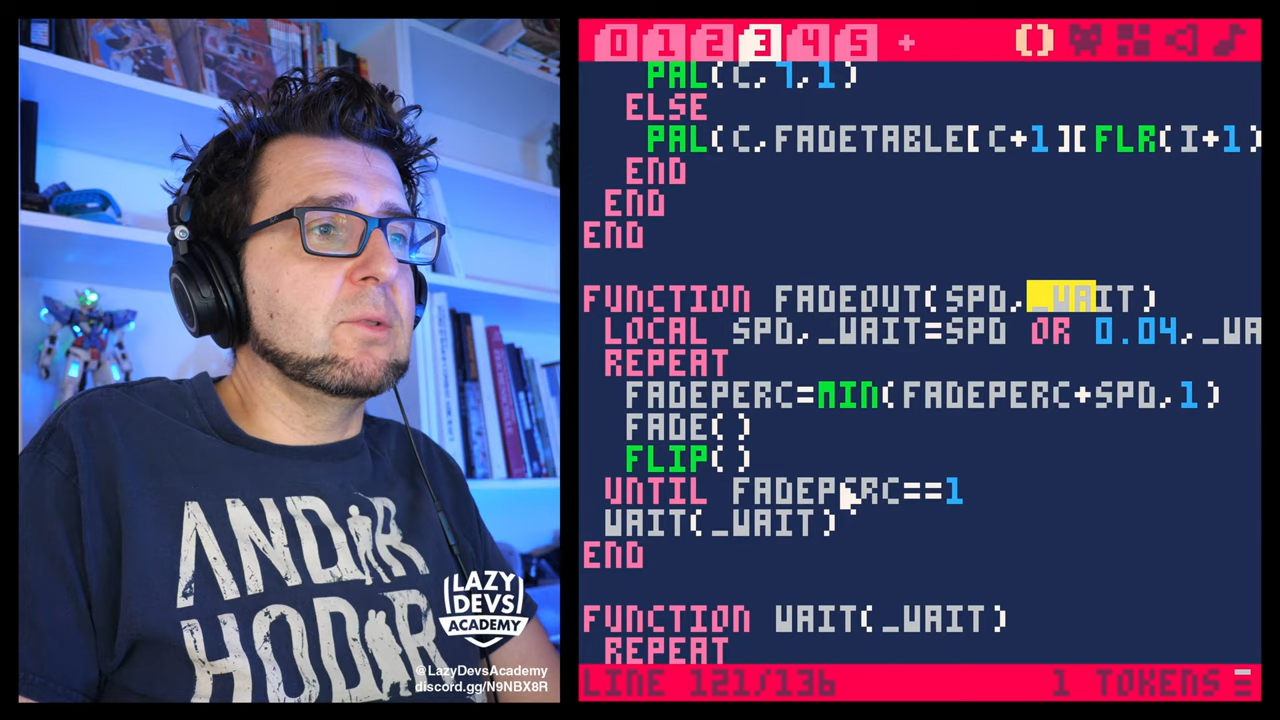 0 1 2 3 4 5 +
PAL(C,7,1)
ELSE
PAL(C,FADETABLE[C+1][FLR(I+1)
END
END
END
FUNCTION FADEOUT(SPD,_WAIT)
LOCAL SPD,_WAIT=SPD OR 0.04,_WA
REPEAT
FADEPERC=MIN(FADEPERC+SPD,1)
FADE()
FLIP()
UNTIL FADEPERC==1
WAIT(_WAIT)
END
FUNCTION WAIT(_WAIT)
REPEAT
LINE 121/136 1 TOKENS
ANDOR
HODOR
LAZY
DEVS
ACADEMY
@LazyDevsAcademy
discord.gg/N9NBX8R